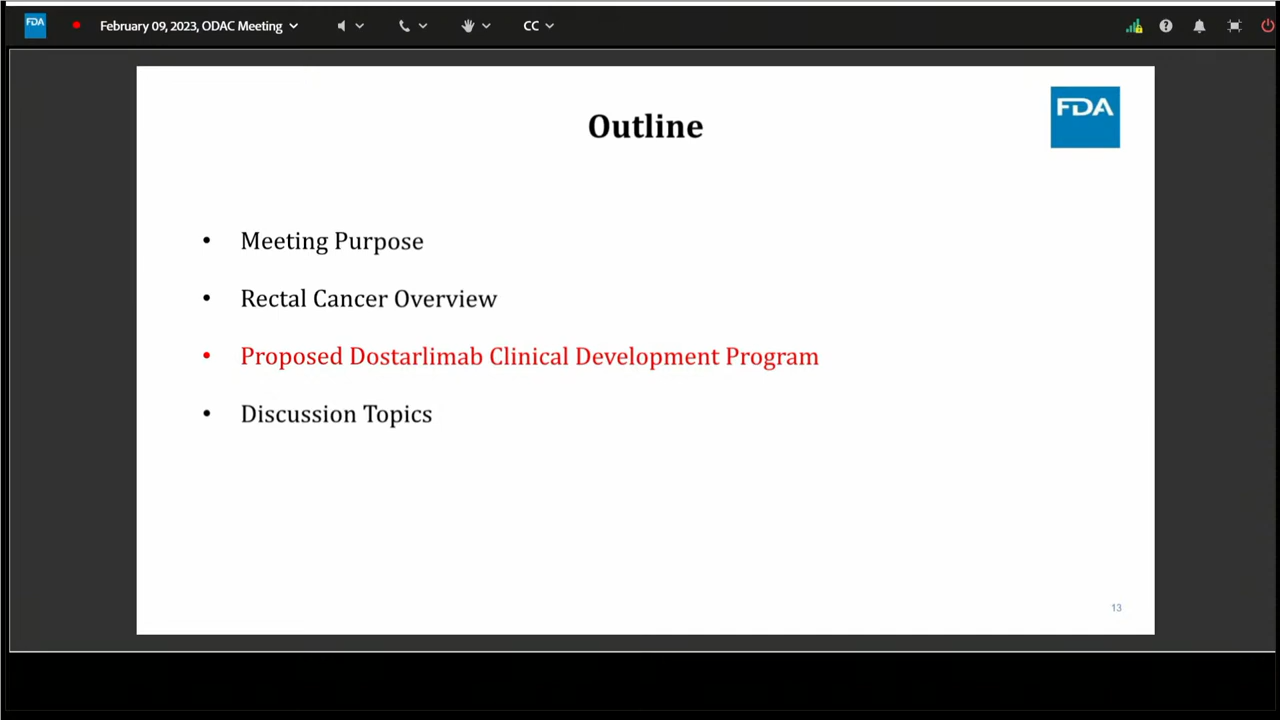 FDA
February 09, 2023, ODAC Meeting
CC
Outline
FDA
• Meeting Purpose
• Rectal Cancer Overview
• Proposed Dostarlimab Clinical Development Program
• Discussion Topics
13